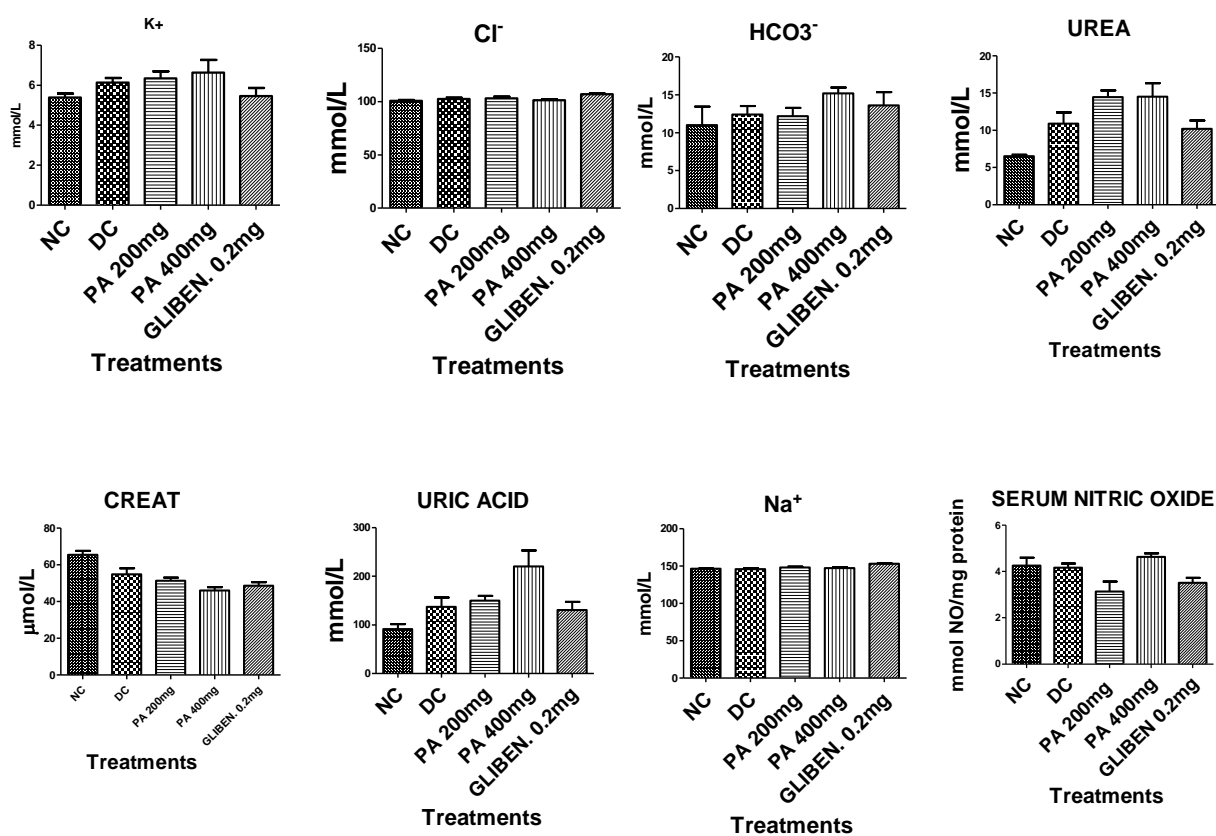 K+
mmol/L
8
6
4
2
0
NC
DC
PA 200mg
PA 400mg
GLIBEN. 0.2mg
Treatments
Cl⁻
mmol/L
150
100
50
0
NC
DC
PA 200mg
PA 400mg
GLIBEN. 0.2mg
Treatments
HCO3⁻
mmol/L
20
15
10
5
0
NC
DC
PA 200mg
PA 400mg
GLIBEN. 0.2mg
Treatments
UREA
mmol/L
20
15
10
5
0
NC
DC
PA 200mg
PA 400mg
GLIBEN. 0.2mg
Treatments
CREAT
µmol/L
80
60
40
20
0
NC
DC
PA 200mg
PA 400mg
GLIBEN. 0.2mg
Treatments
URIC ACID
mmol/L
300
200
100
0
NC
DC
PA 200mg
PA 400mg
GLIBEN. 0.2mg
Treatments
Na⁺
mmol/L
200
150
100
50
0
NC
DC
PA 200mg
PA 400mg
GLIBEN. 0.2mg
Treatments
SERUM NITRIC OXIDE
mmol NO/mg protein
6
4
2
0
NC
DC
PA 200mg
PA 400mg
GLIBEN 0.2mg
Treatments